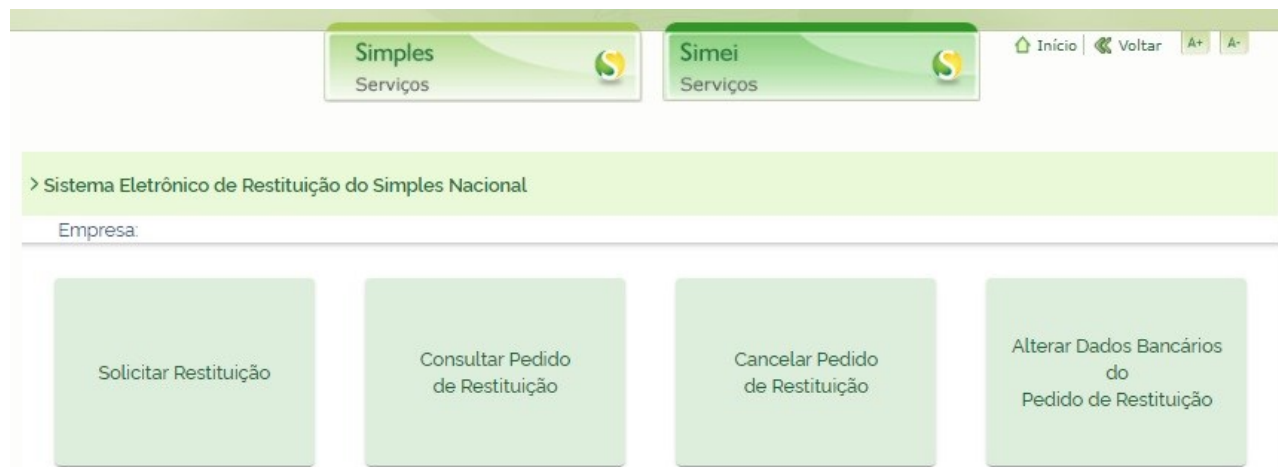 Simples
Serviços
Simei
Serviços
Início
Voltar
A+
A-
> Sistema Eletrônico de Restituição do Simples Nacional
Empresa:
Solicitar Restituição
Consultar Pedido
de Restituição
Cancelar Pedido
de Restituição
Alterar Dados Bancários
do
Pedido de Restituição